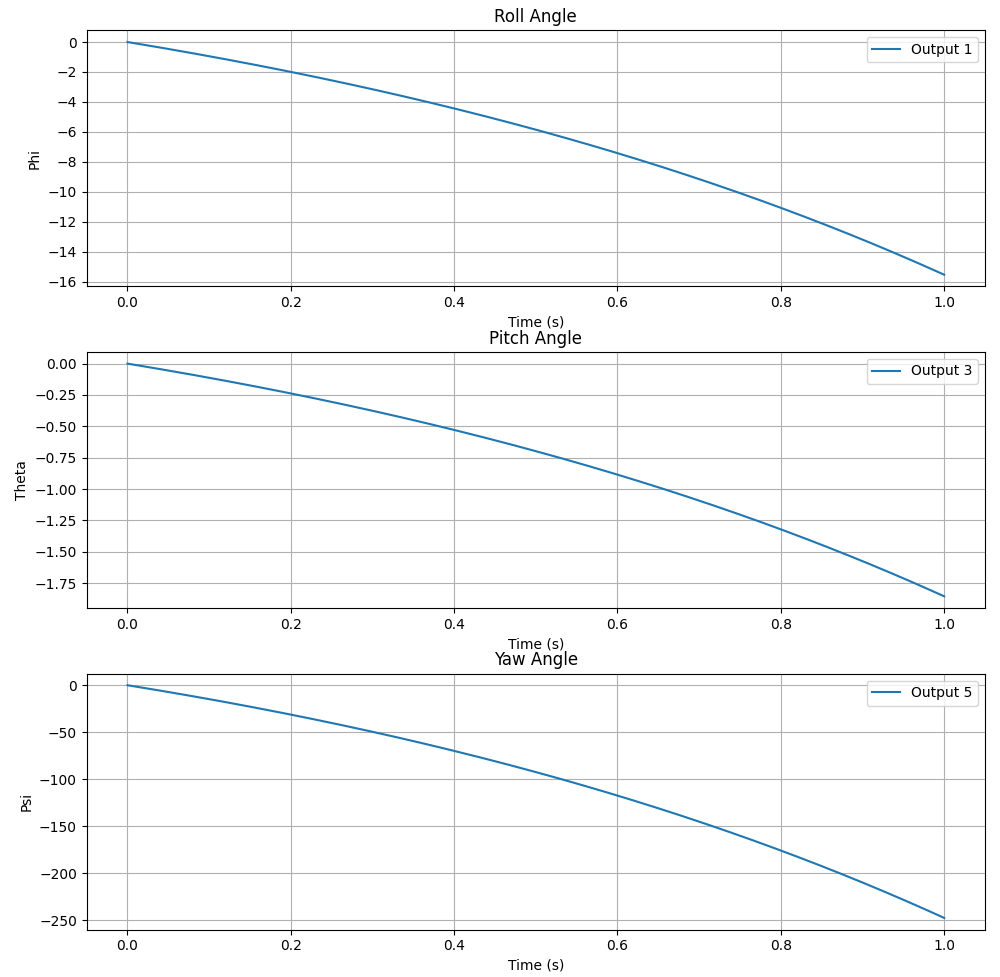 Roll Angle
Output 1
Phi
0
−2
−4
−6
−8
−10
−12
−14
−16
0.0 0.2 0.4 0.6 0.8 1.0
Time (s)
Pitch Angle
Output 3
Theta
0.00
−0.25
−0.50
−0.75
−1.00
−1.25
−1.50
−1.75
0.0 0.2 0.4 0.6 0.8 1.0
Time (s)
Yaw Angle
Output 5
Psi
0
−50
−100
−150
−200
−250
0.0 0.2 0.4 0.6 0.8 1.0
Time (s)